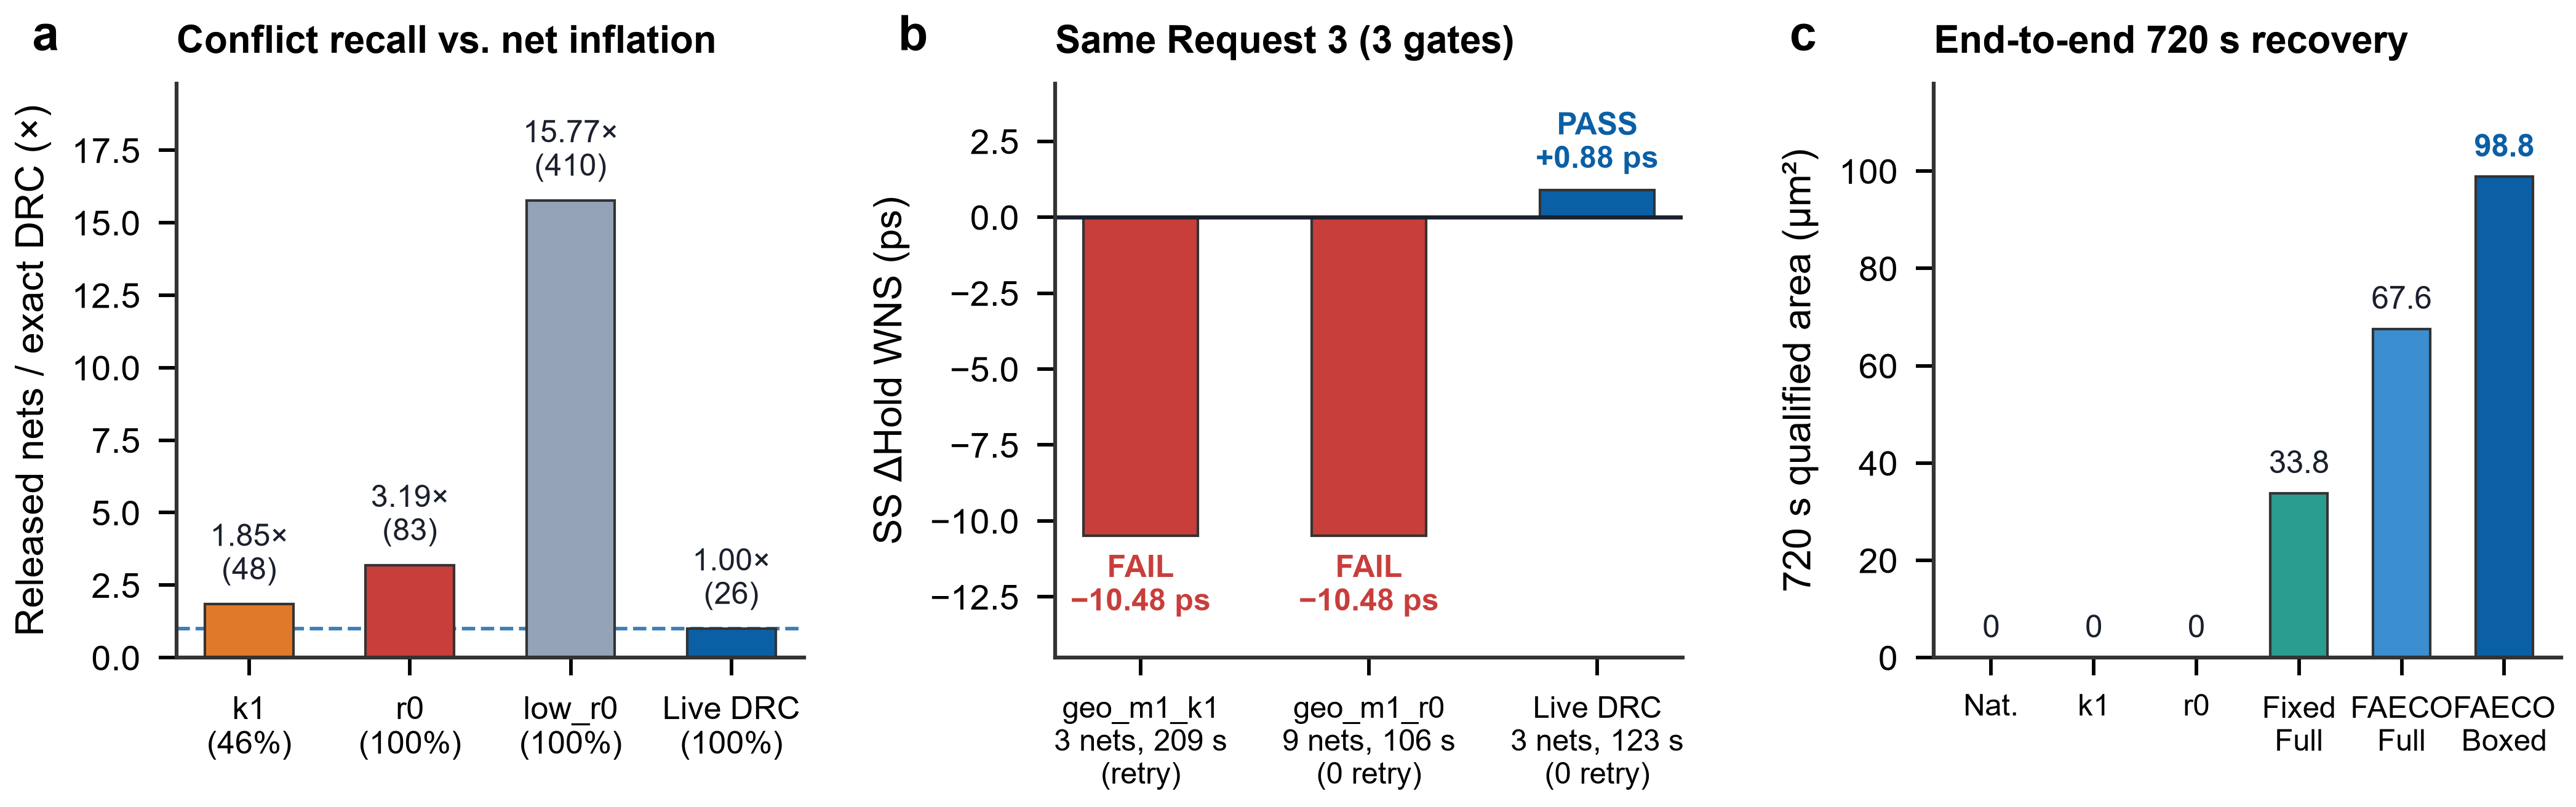 a
Conflict recall vs. net inflation
Released nets / exact DRC (×)
17.5
15.0
12.5
10.0
7.5
5.0
2.5
0.0
1.85×
(48)
3.19×
(83)
15.77×
(410)
1.00×
(26)
k1
(46%)
r0
(100%)
low_r0
(100%)
Live DRC
(100%)
b
Same Request 3 (3 gates)
SS ΔHold WNS (ps)
2.5
0.0
−2.5
−5.0
−7.5
−10.0
−12.5
FAIL
−10.48 ps
FAIL
−10.48 ps
PASS
+0.88 ps
geo_m1_k1
3 nets, 209 s
(retry)
geo_m1_r0
9 nets, 106 s
(0 retry)
Live DRC
3 nets, 123 s
(0 retry)
c
End-to-end 720 s recovery
720 s qualified area (μm²)
100
80
60
40
20
0
0
0
0
33.8
67.6
98.8
Nat.
k1
r0
Fixed
Full
FAECO
Full
FAECO
Boxed